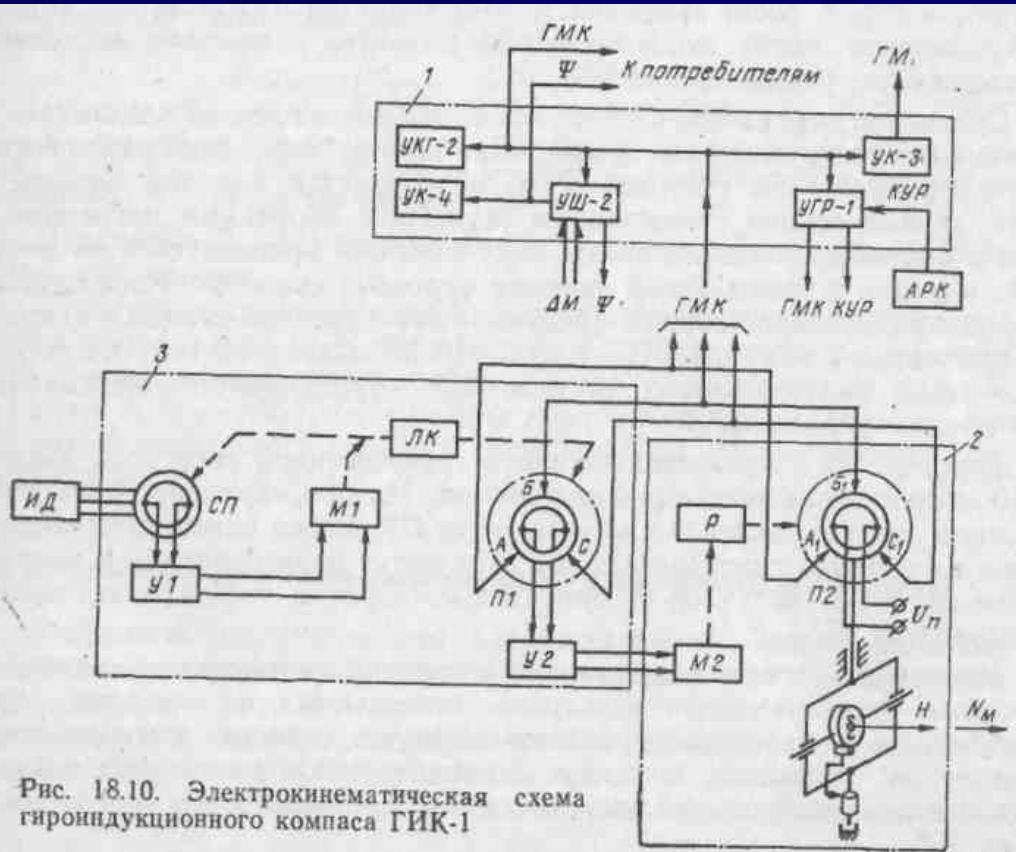 ГМК
Ψ К потребителям
ГМ
1
УКГ-2
УК-3
УК-4
УШ-2
КУР
УГР-1
АРК
ΔМ Ψ
ГМК
ГМК КУР
3
2
ЛК
ИД
СП
М1
Б
Б₁
Я
А
С
А₁
С₁
У1
П1
П2
Uп
У2
М2
Н
Nм
Рис. 18.10. Электрокинематическая схема
гироиндукционного компаса ГИК-1